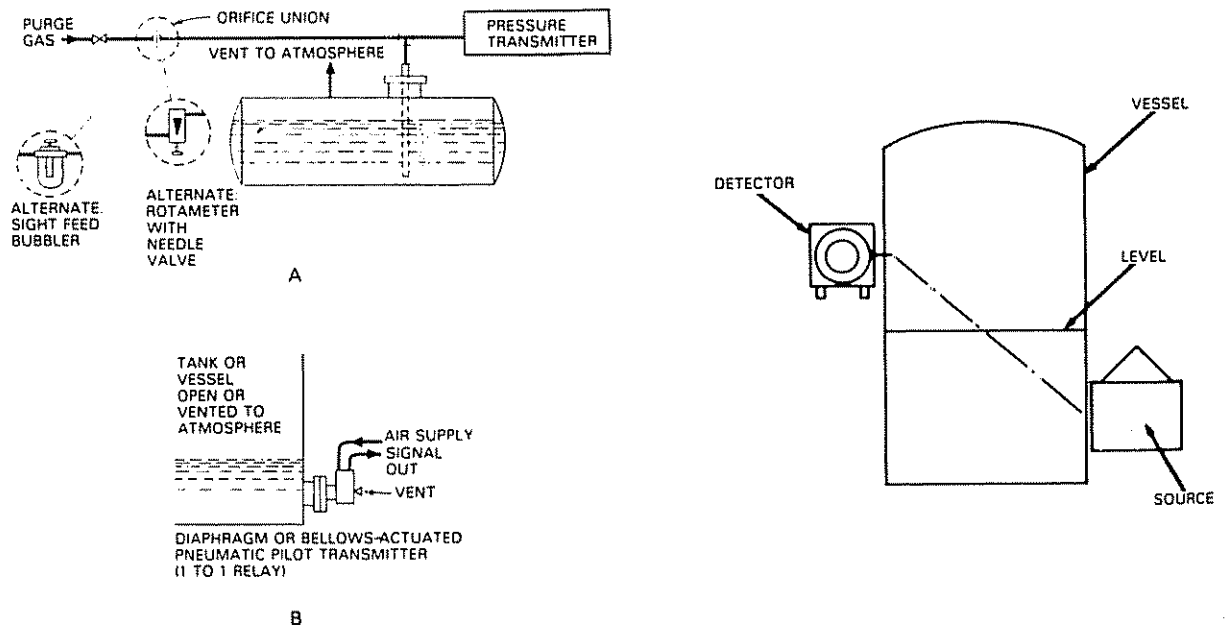 PURGE
GAS
ORIFICE UNION
VENT TO ATMOSPHERE
PRESSURE
TRANSMITTER
ALTERNATE:
SIGHT FEED
BUBBLER
ALTERNATE:
ROTAMETER
WITH
NEEDLE
VALVE
A
TANK OR
VESSEL
OPEN OR
VENTED TO
ATMOSPHERE
AIR SUPPLY
SIGNAL
OUT
VENT
DIAPHRAGM OR BELLOWS-ACTUATED
PNEUMATIC PILOT TRANSMITTER
(1 TO 1 RELAY)
B
VESSEL
DETECTOR
LEVEL
SOURCE